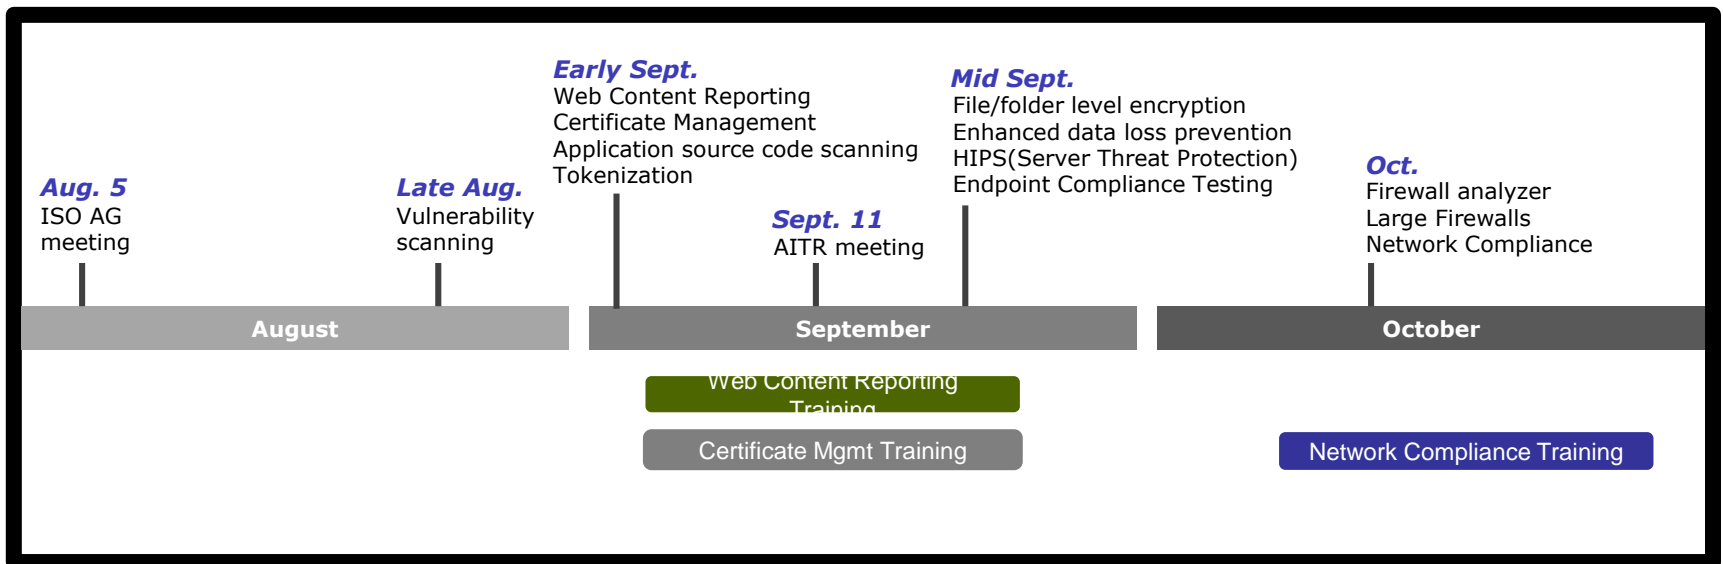 Early Sept.
Web Content Reporting
Certificate Management
Application source code scanning
Tokenization
Mid Sept.
File/folder level encryption
Enhanced data loss prevention
HIPS(Server Threat Protection)
Endpoint Compliance Testing
Aug. 5
ISO AG
meeting
Late Aug.
Vulnerability
scanning
Sept. 11
AITR meeting
Oct.
Firewall analyzer
Large Firewalls
Network Compliance
August
September
October
Web Content Reporting
Training
Certificate Mgmt Training
Network Compliance Training